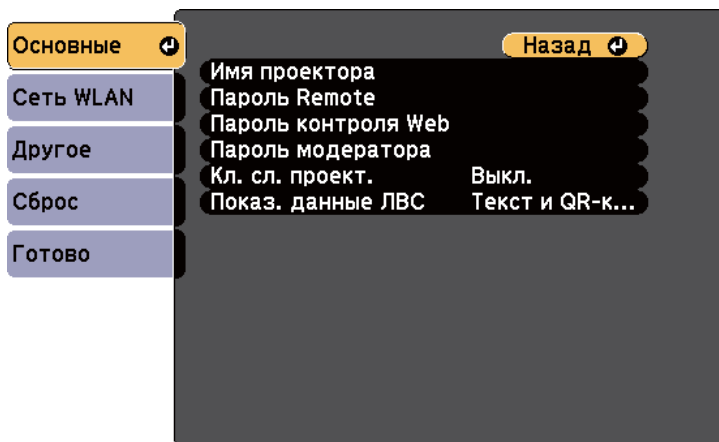 Основные
Сеть WLAN
Другое
Сброс
Готово
Назад
Имя проектора
Пароль Remote
Пароль контроля Web
Пароль модератора
Кл. сл. проект. Выкл.
Показ. данные ЛВС Текст и QR-к...